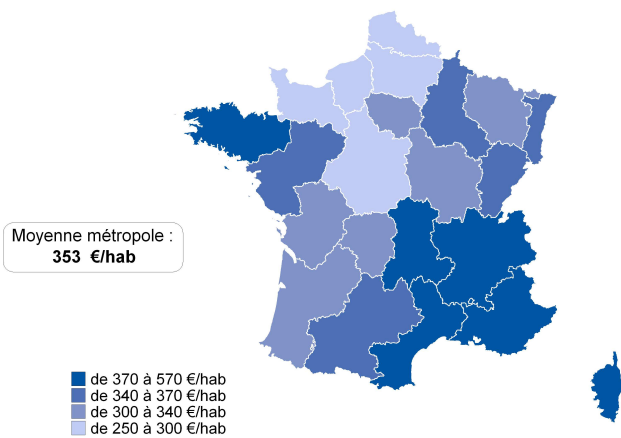 Moyenne métropole :
353 €/hab
de 370 à 570 €/hab
de 340 à 370 €/hab
de 300 à 340 €/hab
de 250 à 300 €/hab